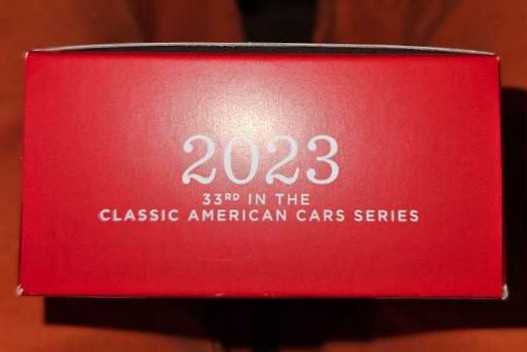 2023
33RD IN THE
CLASSIC AMERICAN CARS SERIES